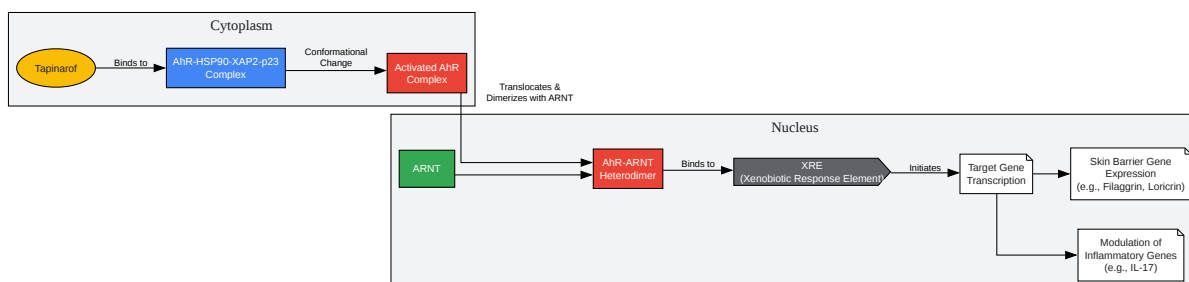 Cytoplasm
Tapinarof
Binds to
AhR-HSP90-XAP2-p23
Complex
Conformational
Change
Activated AhR
Complex
Translocates &
Dimerizes with ARNT
Nucleus
ARNT
AhR-ARNT
Heterodimer
Binds to
XRE
(Xenobiotic Response Element)
Initiates
Target Gene
Transcription
Skin Barrier Gene
Expression
(e.g., Filaggrin, Loricrin)
Modulation of
Inflammatory Genes
(e.g., IL-17)